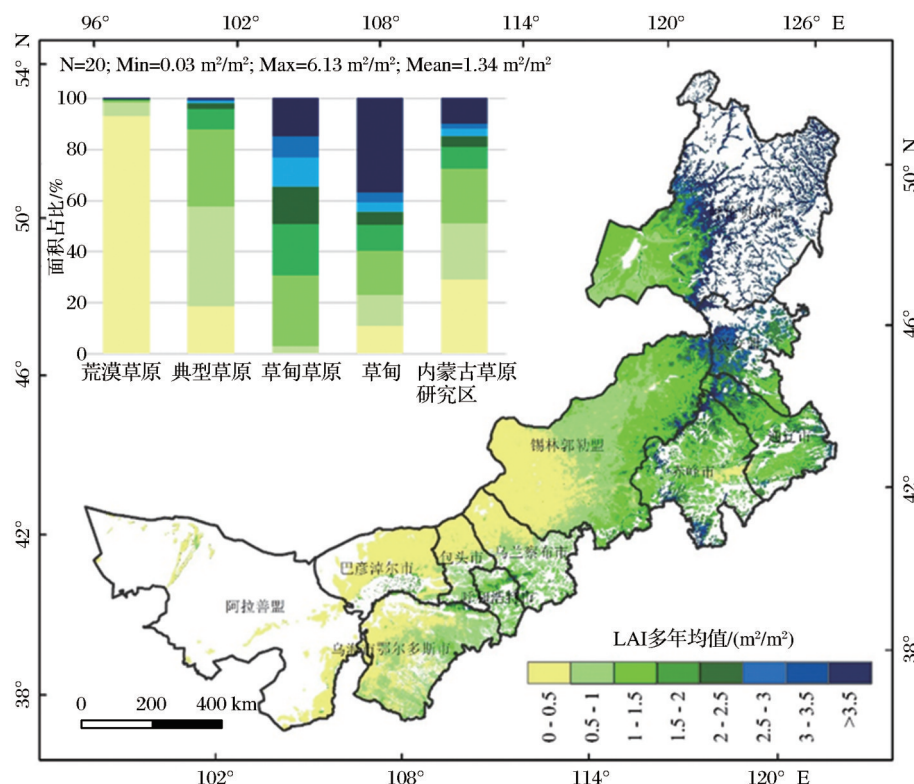 96° 102° 108° 114° 120° 126° E
N
54°
N=20; Min=0.03 m²/m²; Max=6.13 m²/m²; Mean=1.34 m²/m²
100
80
60
40
20
0
面积占比/%
荒漠草原 典型草原 草甸草原 草甸 内蒙古草原
研究区
50°
46°
42°
38°
N
50°
46°
42°
38°
锡林郭勒盟
通辽市
赤峰市
乌兰察布市
包头市
巴彦淖尔市
呼和浩特市
阿拉善盟
鄂尔多斯市
LAI多年均值/(m²/m²)
0 - 0.5
0.5 - 1
1 - 1.5
1.5 - 2
2 - 2.5
2.5 - 3
3 - 3.5
>3.5
0 200 400 km
102° 108° 114° 120° E